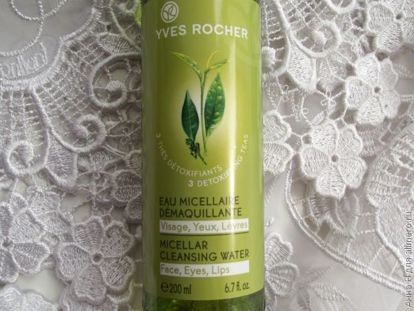 YVES ROCHER
3 THÉS DÉTOXIFIANTS
3 DETOXIFYING TEAS
EAU MICELLAIRE
DÉMAQUILLANTE
Visage, Yeux, Lèvres
MICELLAR
CLEANSING WATER
Face, Eyes, Lips
℮200 ml 6.7 fl. oz.